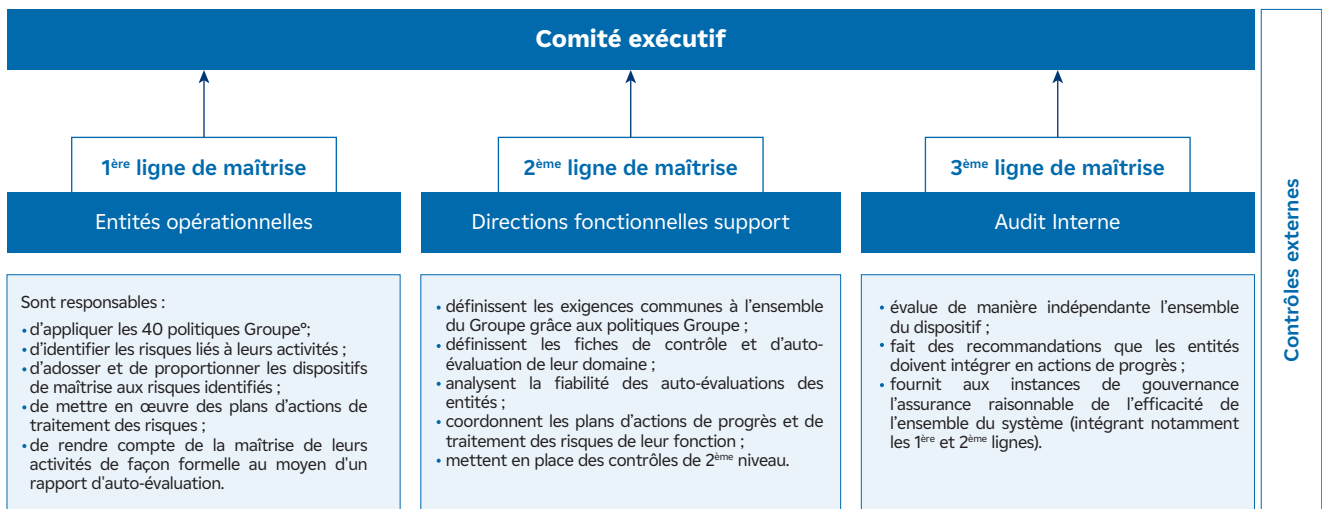 Comité exécutif
1ère ligne de maîtrise
Entités opérationnelles
Sont responsables :
• d'appliquer les 40 politiques Groupeº;
• d'identifier les risques liés à leurs activités ;
• d'adosser et de proportionner les dispositifs
de maîtrise aux risques identifiés ;
• de mettre en œuvre des plans d'actions de
traitement des risques ;
• de rendre compte de la maîtrise de leurs
activités de façon formelle au moyen d'un
rapport d'auto-évaluation.
2ème ligne de maîtrise
Directions fonctionnelles support
• définissent les exigences communes à l'ensemble
du Groupe grâce aux politiques Groupe ;
• définissent les fiches de contrôle et d'auto-
évaluation de leur domaine ;
• analysent la fiabilité des auto-évaluations des
entités ;
• coordonnent les plans d'actions de progrès et de
traitement des risques de leur fonction ;
• mettent en place des contrôles de 2ème niveau.
3ème ligne de maîtrise
Audit Interne
• évalue de manière indépendante l'ensemble
du dispositif ;
• fait des recommandations que les entités
doivent intégrer en actions de progrès ;
• fournit aux instances de gouvernance
l'assurance raisonnable de l'efficacité de
l'ensemble du système (intégrant notamment
les 1ère et 2ème lignes).
Contrôles externes